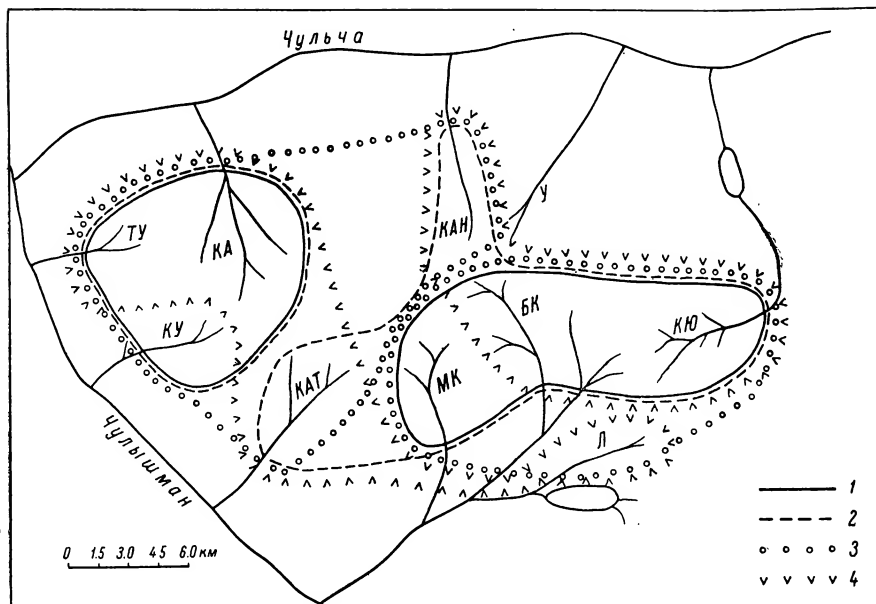 Чульча
ТУ
КА
КАН
У
КУ
БК
КЮ
КАТ
МК
Л
Чулышман
0 1.5 3.0 4.5 6.0 км
1
2
3
4